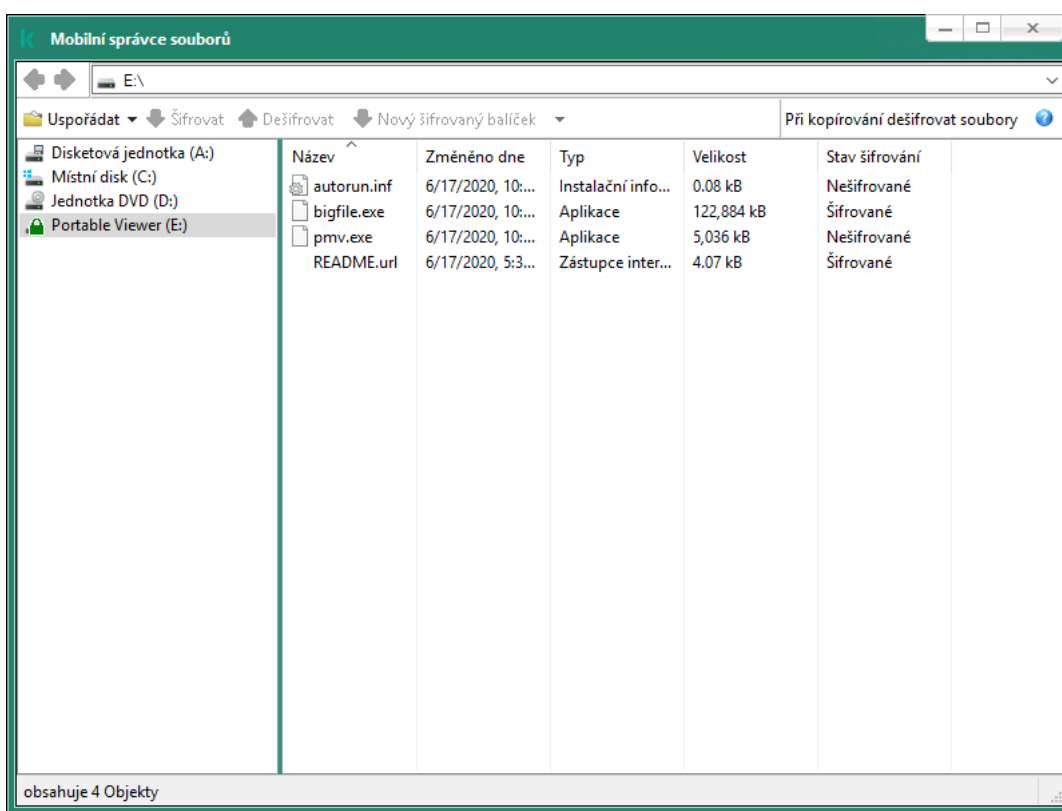 Mobilní správce souborů
E:\
Uspořádat Šifrovat Dešifrovat Nový šifrovaný balíček Při kopírování dešifrovat soubory
Disketová jednotka (A:)
Místní disk (C:)
Jednotka DVD (D:)
Portable Viewer (E:)
Název Změněno dne Typ Velikost Stav šifrování
autorun.inf 6/17/2020, 10:... Instalační info... 0.08 kB Nešifrované
bigfile.exe 6/17/2020, 10:... Aplikace 122,884 kB Šifrované
pmv.exe 6/17/2020, 10:... Aplikace 5,036 kB Nešifrované
README.url 6/17/2020, 5:3... Zástupce inter... 4.07 kB Šifrované
obsahuje 4 Objekty